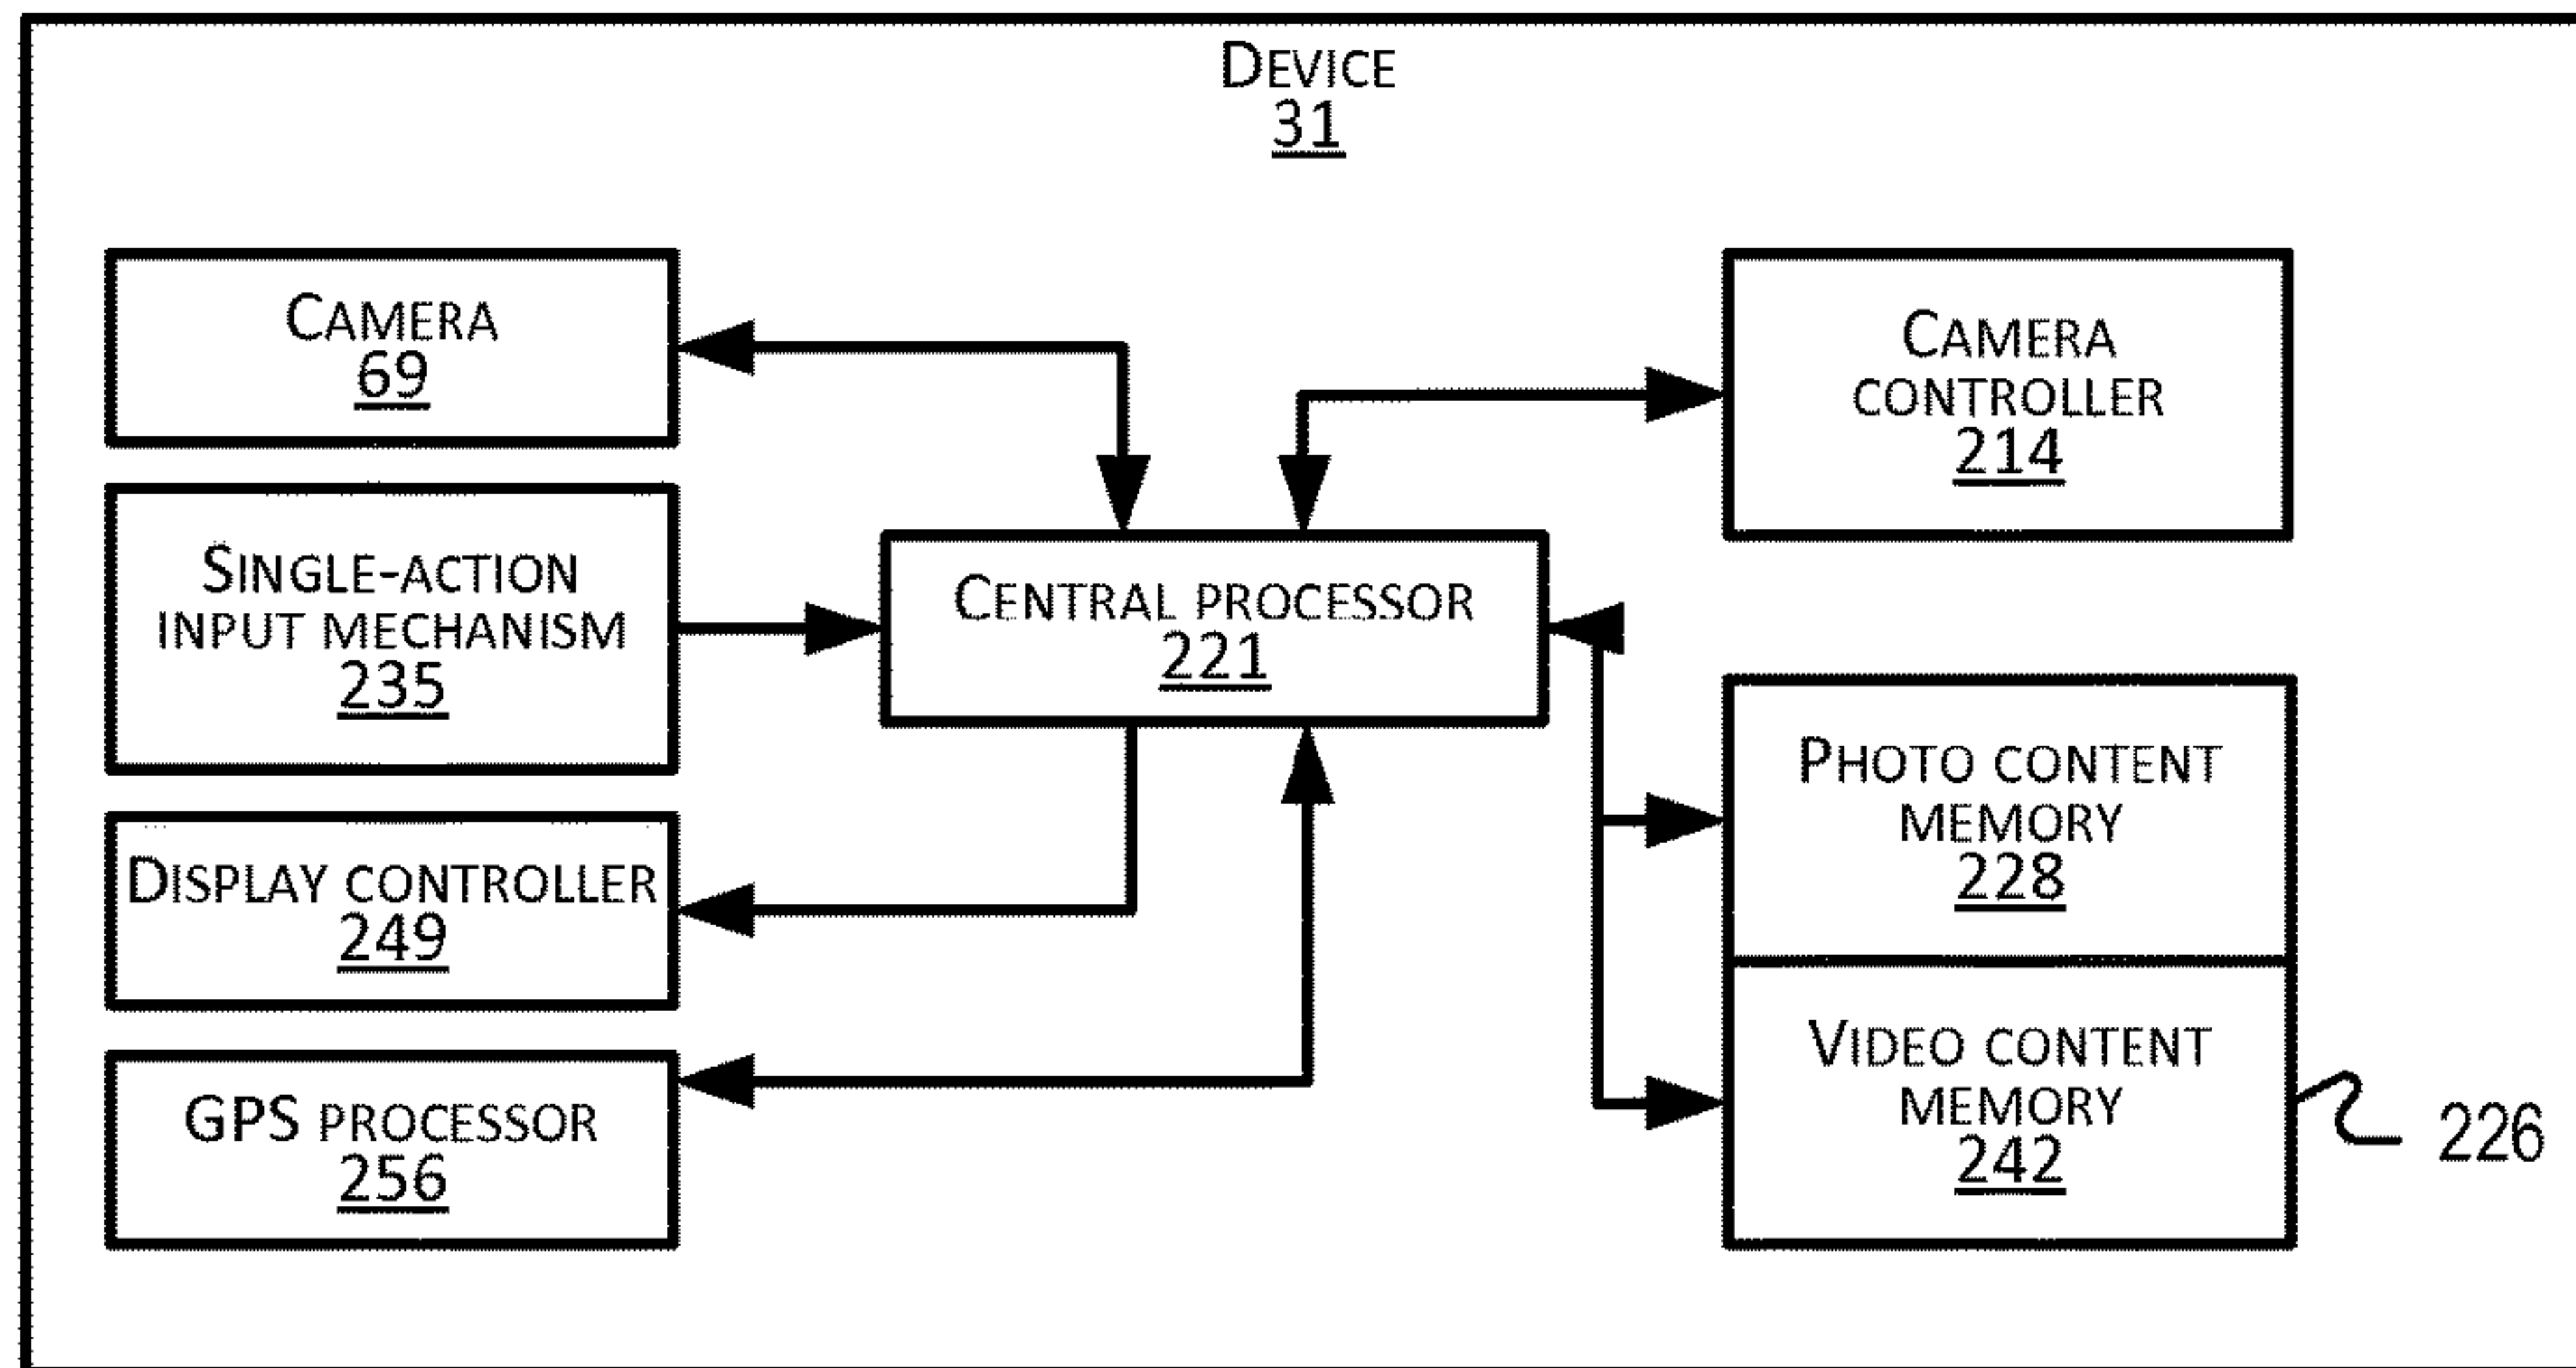 DEVICE
31
CAMERA
69
SINGLE-ACTION
INPUT MECHANISM
235
DISPLAY CONTROLLER
249
GPS PROCESSOR
256
CENTRAL PROCESSOR
221
CAMERA
CONTROLLER
214
PHOTO CONTENT
MEMORY
228
VIDEO CONTENT
MEMORY
242
226